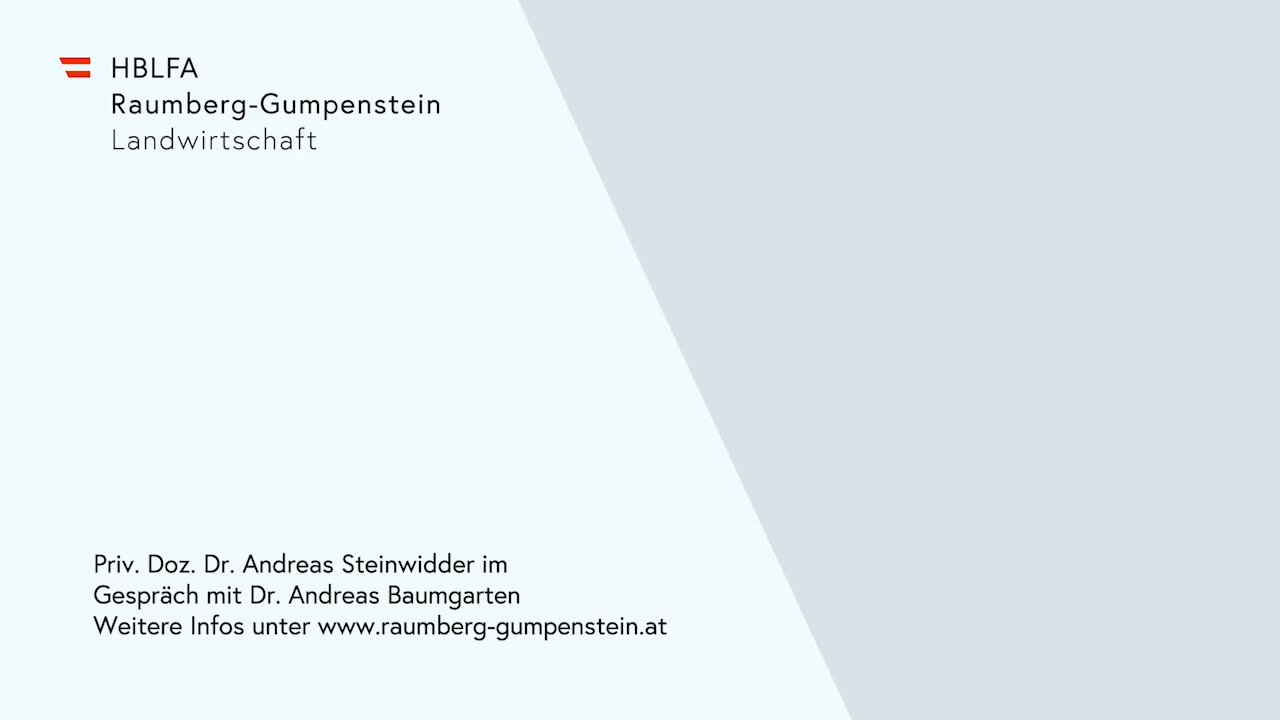 HBLFA
Raumberg-Gumpenstein
Landwirtschaft
Priv. Doz. Dr. Andreas Steinwidder im
Gespräch mit Dr. Andreas Baumgarten
Weitere Infos unter www.raumberg-gumpenstein.at